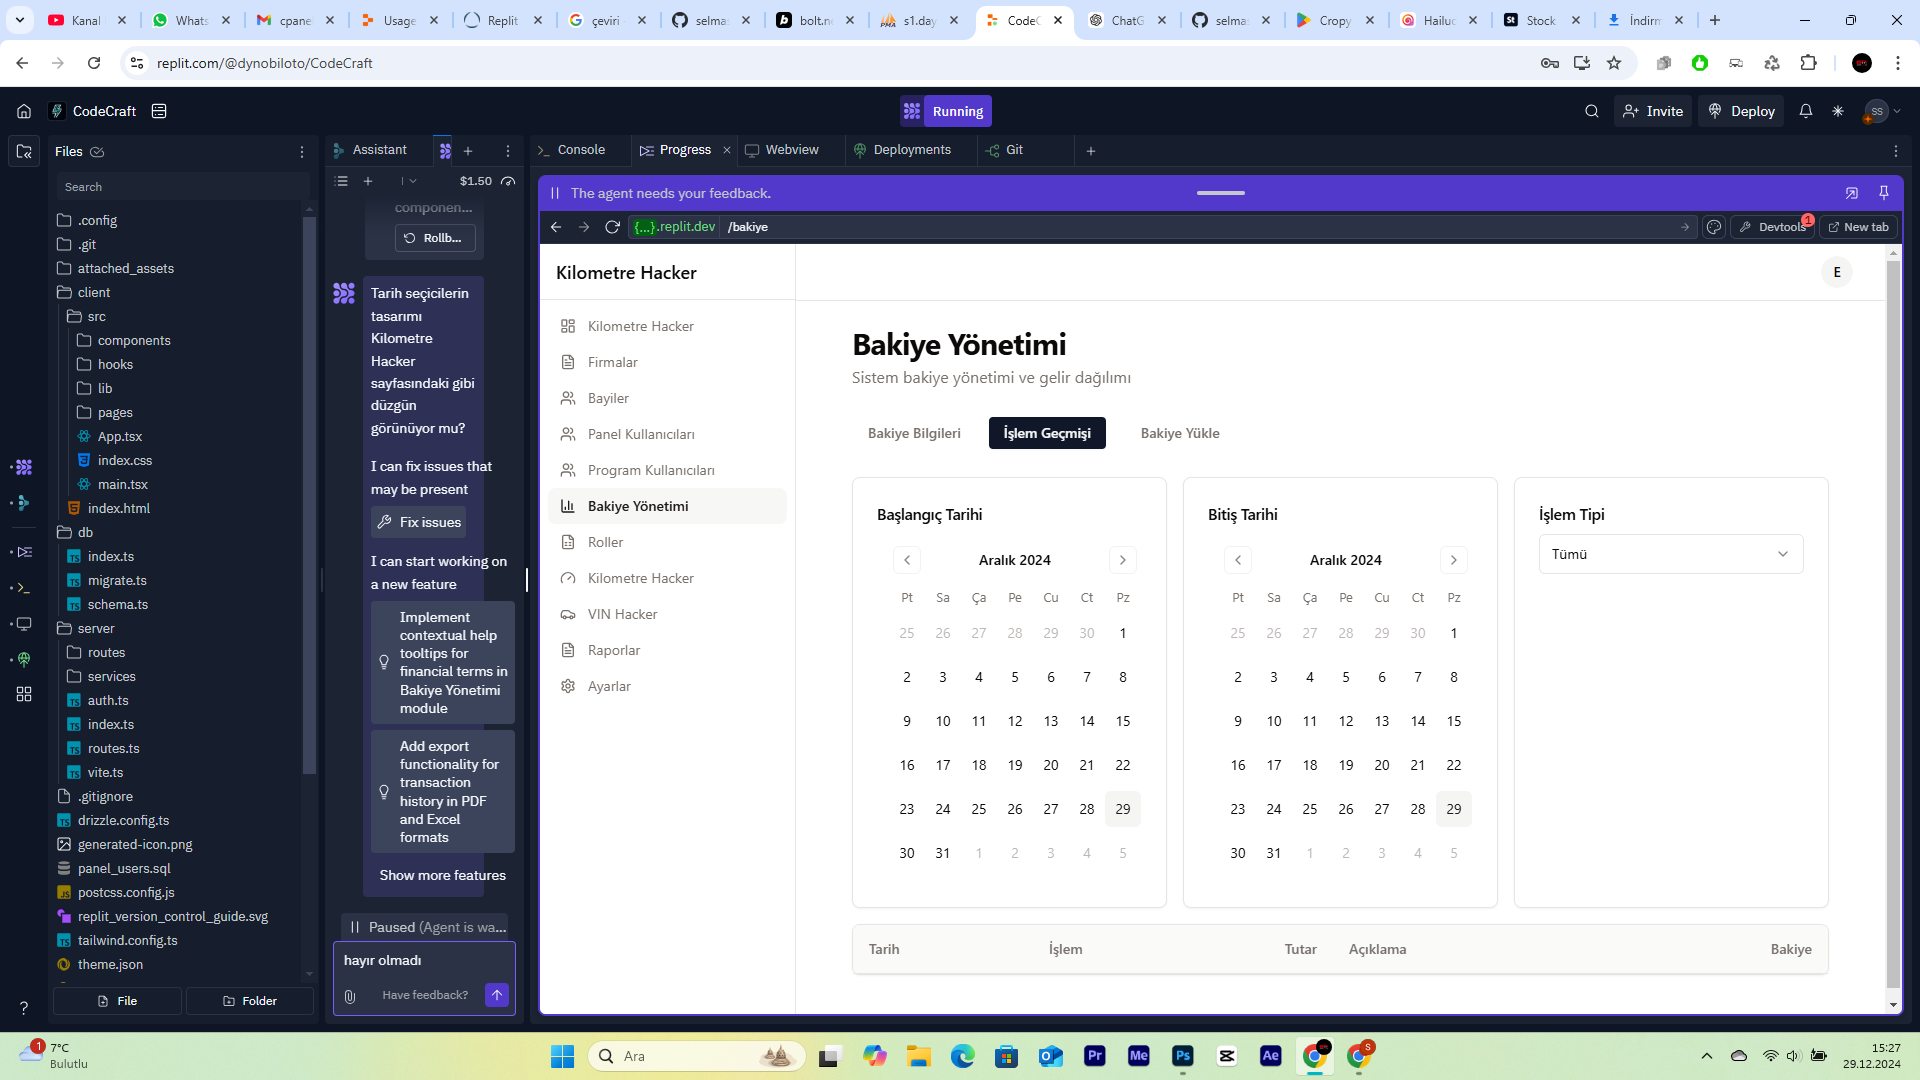 Kanal
Whats
cpane
Usage
Replit
çeviri
selma
bolt.ne
s1.day
CodeC
ChatG
selma
Cropy
Hailuo
Stock
İndirm
replit.com/@dynobiloto/CodeCraft
CodeCraft
Running
Invite
Deploy
SS
Files
Assistant
Console
Progress
Webview
Deployments
Git
Search
$1.50
The agent needs your feedback.
{...}.replit.dev
/bakiye
Devtools
1
New tab
.config
.git
attached_assets
client
src
components
hooks
lib
pages
App.tsx
index.css
main.tsx
index.html
db
index.ts
migrate.ts
schema.ts
server
routes
services
auth.ts
index.ts
routes.ts
vite.ts
.gitignore
drizzle.config.ts
generated-icon.png
panel_users.sql
postcss.config.js
replit_version_control_guide.svg
tailwind.config.ts
theme.json
File
Folder
componen...
Rollb...
Tarih seçicilerin
tasarımı
Kilometre
Hacker
sayfasındaki gibi
düzgün
görünüyor mu?
I can fix issues that
may be present
Fix issues
I can start working on
a new feature
Implement
contextual help
tooltips for
financial terms in
Bakiye Yönetimi
module
Add export
functionality for
transaction
history in PDF
and Excel
formats
Show more features
Paused (Agent is wa...
hayır olmadı
Have feedback?
Kilometre Hacker
E
Kilometre Hacker
Firmalar
Bayiler
Panel Kullanıcıları
Program Kullanıcıları
Bakiye Yönetimi
Roller
Kilometre Hacker
VIN Hacker
Raporlar
Ayarlar
Bakiye Yönetimi
Sistem bakiye yönetimi ve gelir dağılımı
Bakiye Bilgileri
İşlem Geçmişi
Bakiye Yükle
Başlangıç Tarihi
Aralık 2024
Pt Sa Ça Pe Cu Ct Pz
25 26 27 28 29 30 1
2 3 4 5 6 7 8
9 10 11 12 13 14 15
16 17 18 19 20 21 22
23 24 25 26 27 28 29
30 31 1 2 3 4 5
Bitiş Tarihi
Aralık 2024
Pt Sa Ça Pe Cu Ct Pz
25 26 27 28 29 30 1
2 3 4 5 6 7 8
9 10 11 12 13 14 15
16 17 18 19 20 21 22
23 24 25 26 27 28 29
30 31 1 2 3 4 5
İşlem Tipi
Tümü
Tarih İşlem Tutar Açıklama Bakiye
1
7°C
Bulutlu
Ara
Pr
Me
Ps
Ae
S
15:27
29.12.2024